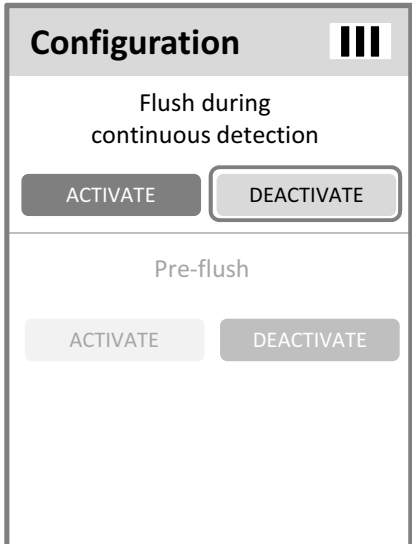 Configuration
Flush during
continuous detection
ACTIVATE DEACTIVATE
Pre-flush
ACTIVATE DEACTIVATE